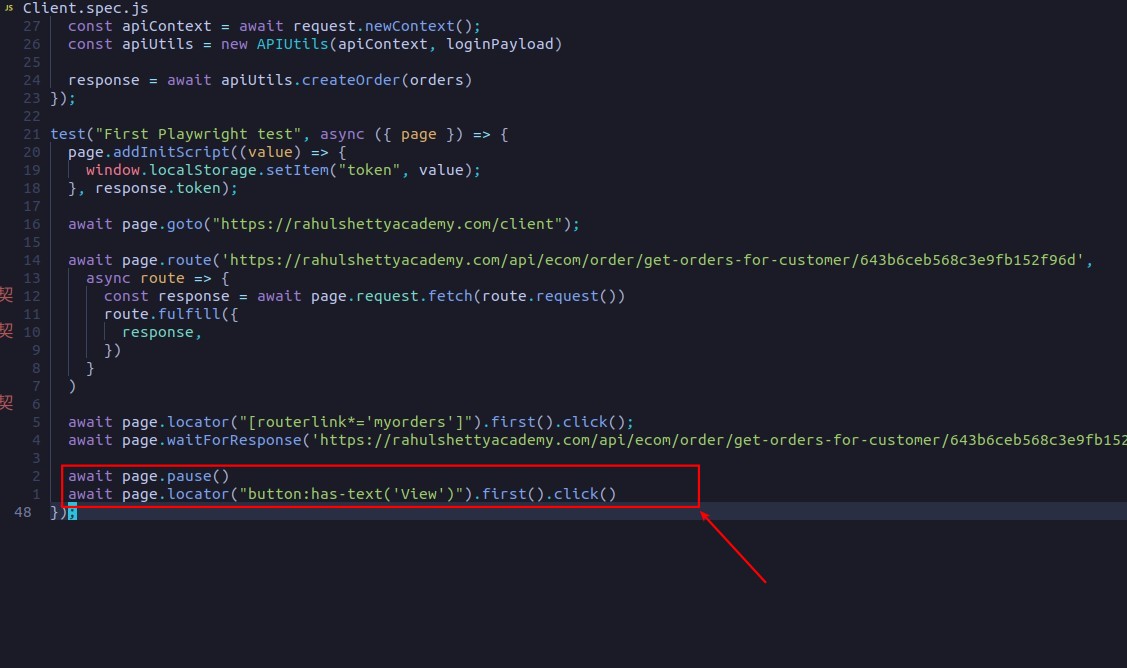 JS Client.spec.js
27 const apiContext = await request.newContext();
26 const apiUtils = new APIUtils(apiContext, loginPayload)
25
24 response = await apiUtils.createOrder(orders)
23 });
22
21 test("First Playwright test", async ({ page }) => {
20 page.addInitScript((value) => {
19 window.localStorage.setItem("token", value);
18 }, response.token);
17
16 await page.goto("https://rahulshettyacademy.com/client");
15
14 await page.route('https://rahulshettyacademy.com/api/ecom/order/get-orders-for-customer/643b6ceb568c3e9fb152f96d',
13 async route => {
契 12 const response = await page.request.fetch(route.request())
11 route.fulfill({
契 10 response,
9 })
8 }
7 )
契 6
5 await page.locator("[routerlink*='myorders']").first().click();
4 await page.waitForResponse('https://rahulshettyacademy.com/api/ecom/order/get-orders-for-customer/643b6ceb568c3e9fb152
3
2 await page.pause()
1 await page.locator("button:has-text('View')").first().click()
48 });